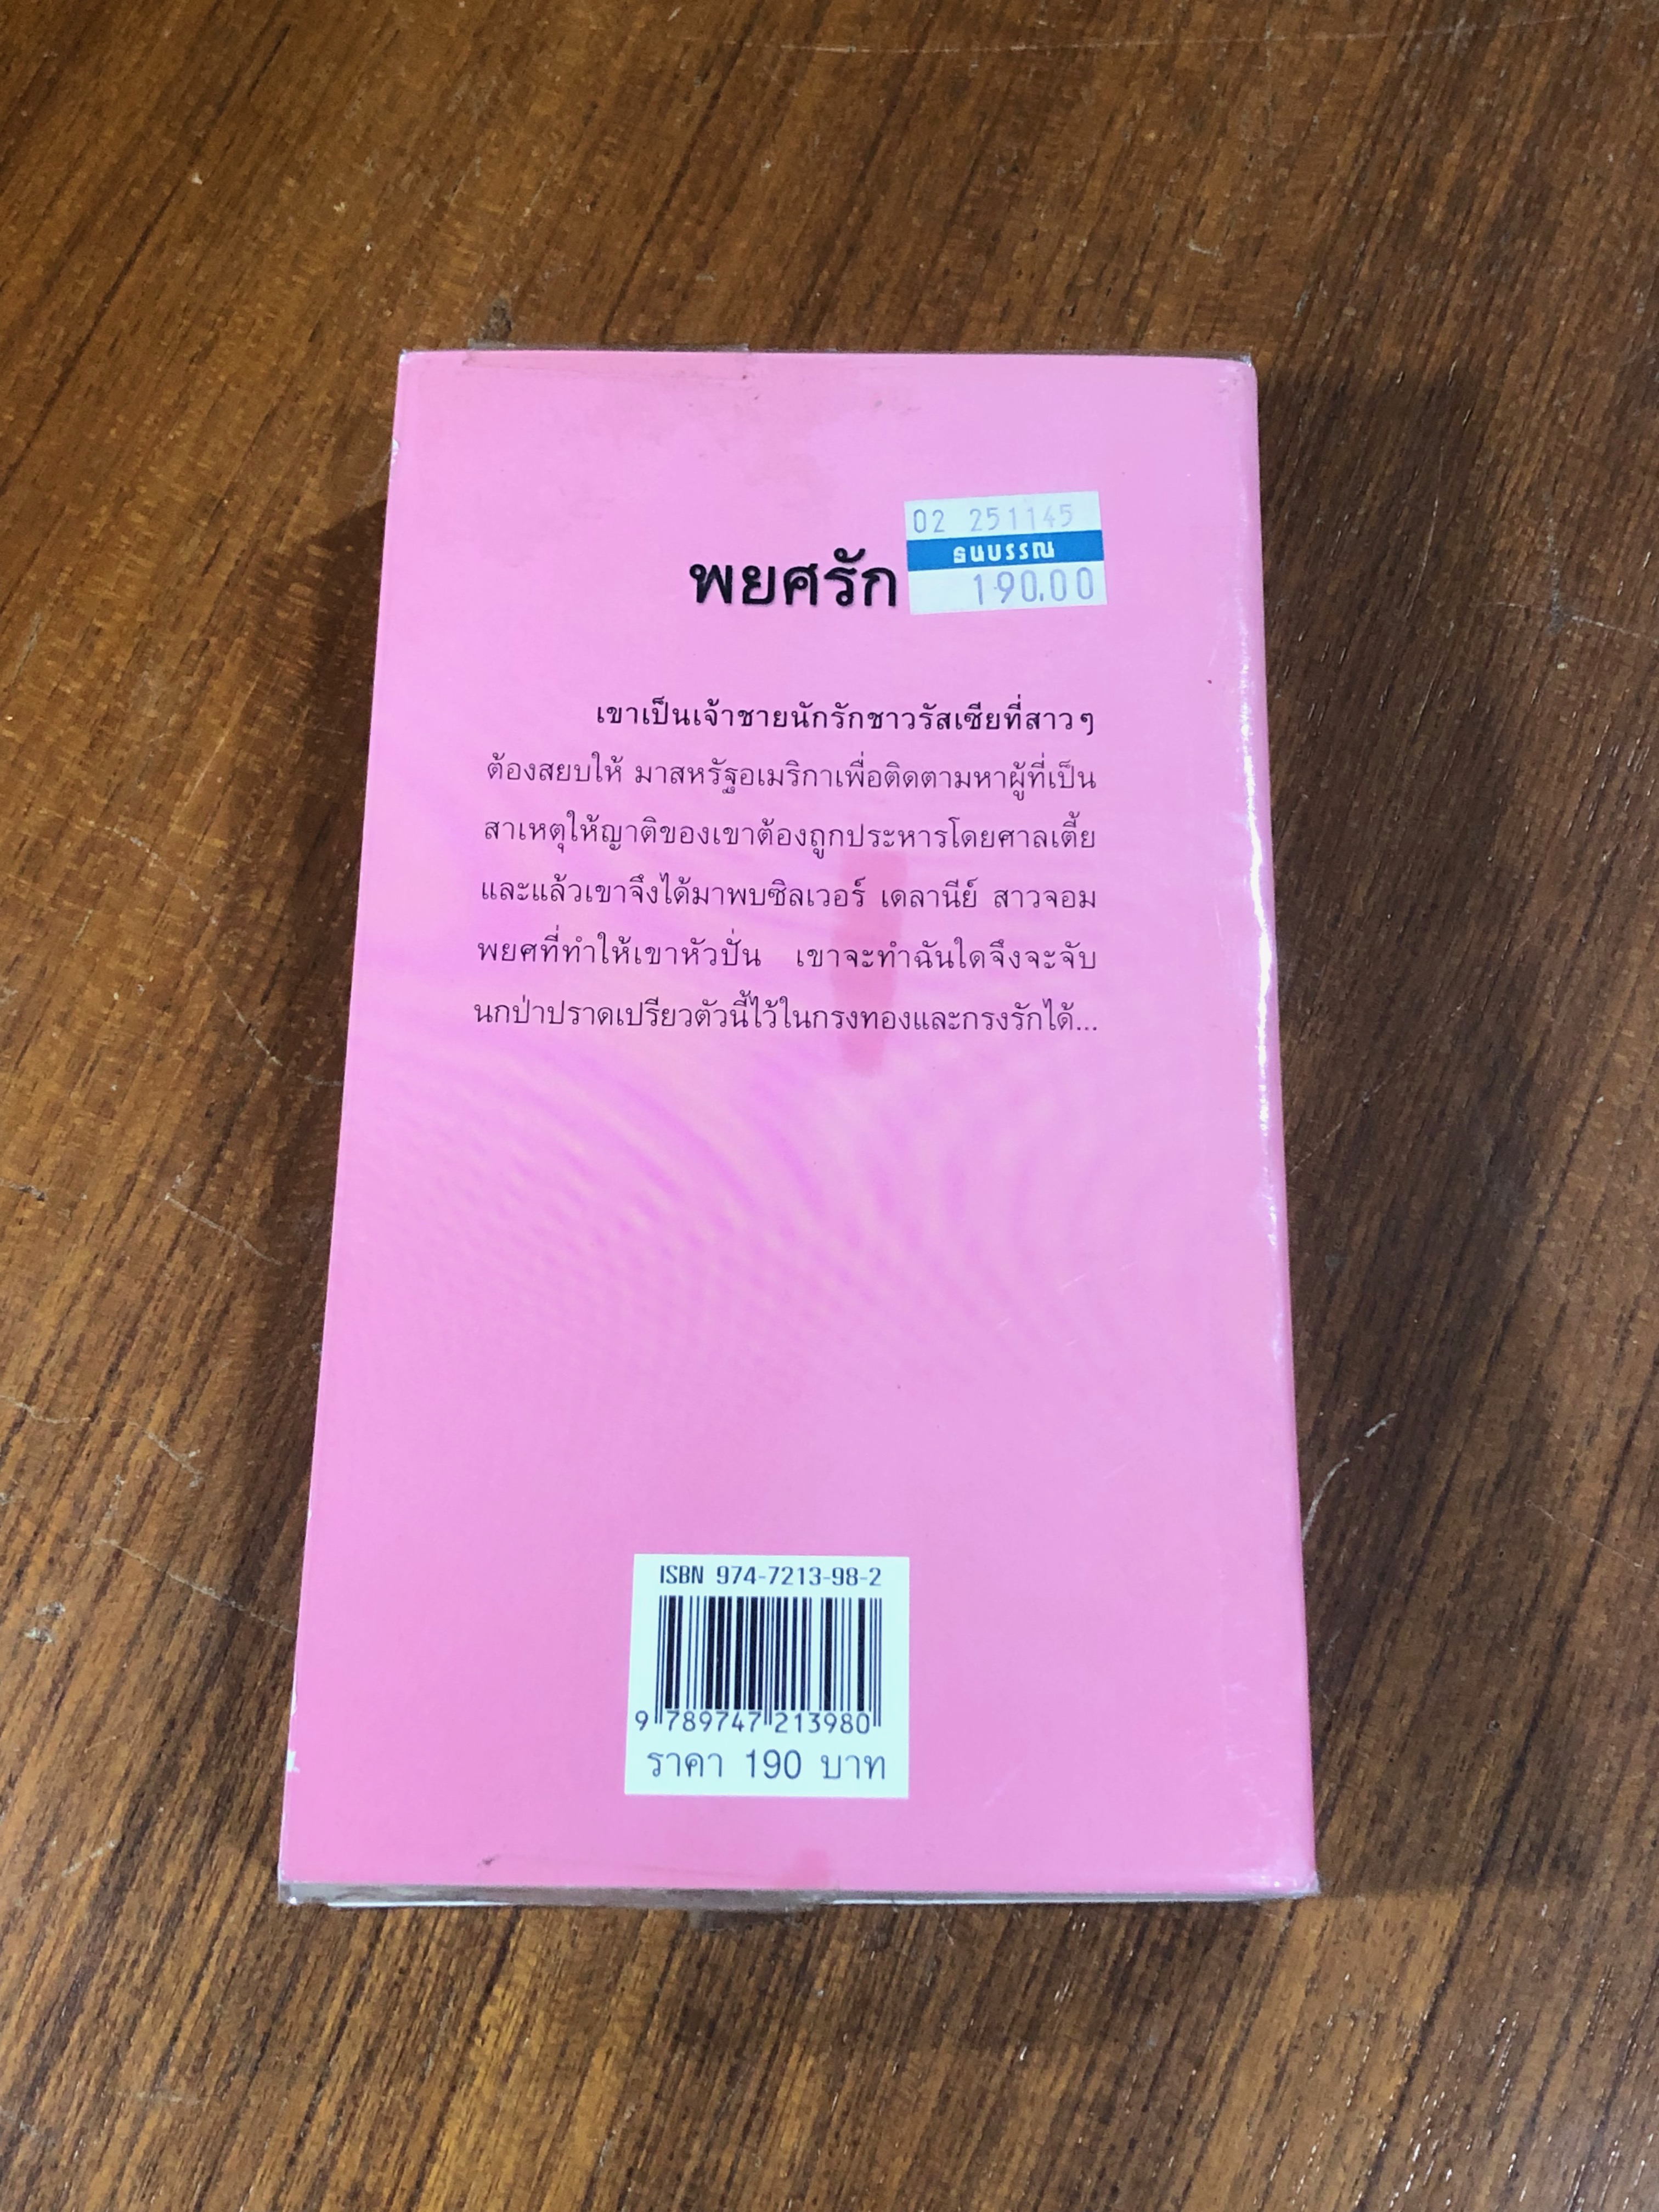 02 251145
ธนบรรณ
190.00
พยศรัก
เขาเป็นเจ้าชายนักรักชาวรัสเซียที่สาวๆ
ต้องสยบให้ มาสหรัฐอเมริกาเพื่อติดตามหาผู้ที่เป็น
สาเหตุให้ญาติของเขาต้องถูกประหารโดยศาลเตี้ย
และแล้วเขาจึงได้มาพบซิลเวอร์ เดลานีย์ สาวจอม
พยศที่ทำให้เขาหัวปั่น เขาจะทำฉันใดจึงจะจับ
นกป่าปราดเปรียวตัวนี้ไว้ในกรงทองและกรงรักได้...
ISBN 974-7213-98-2
9 789747 213980
ราคา 190 บาท